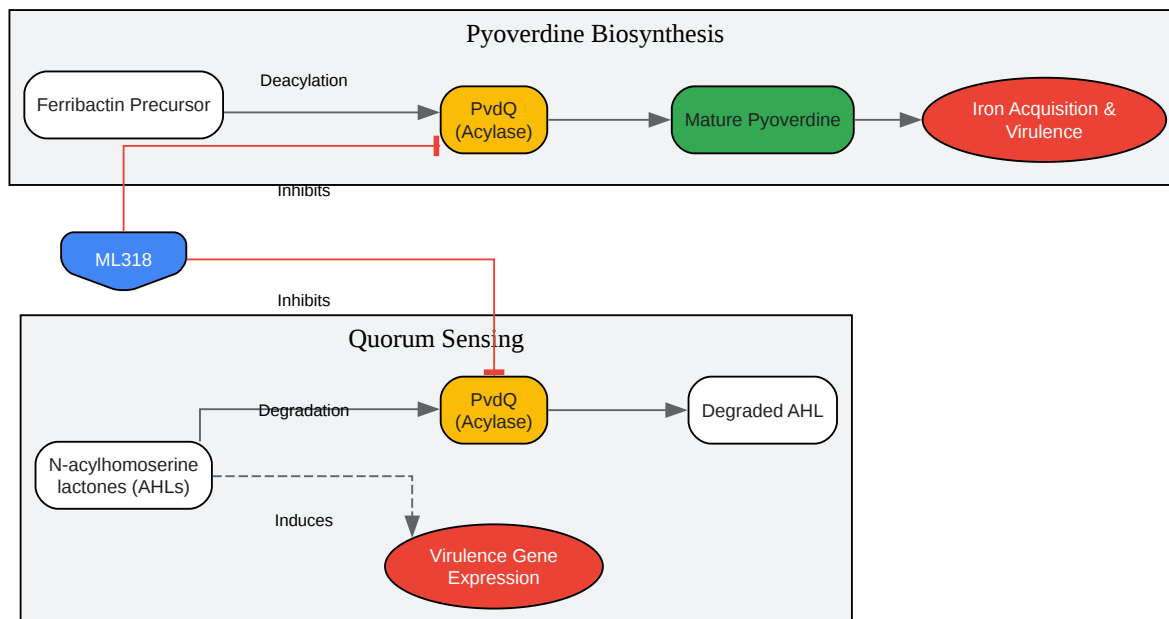 Pyoverdine Biosynthesis
Deacylation
Ferribactin Precursor
PvdQ
(Acylase)
Mature Pyoverdine
Iron Acquisition &
Virulence
Inhibits
ML318
Inhibits
Quorum Sensing
Degradation
PvdQ
(Acylase)
Degraded AHL
N-acylhomoserine
lactones (AHLs)
Induces
Virulence Gene
Expression